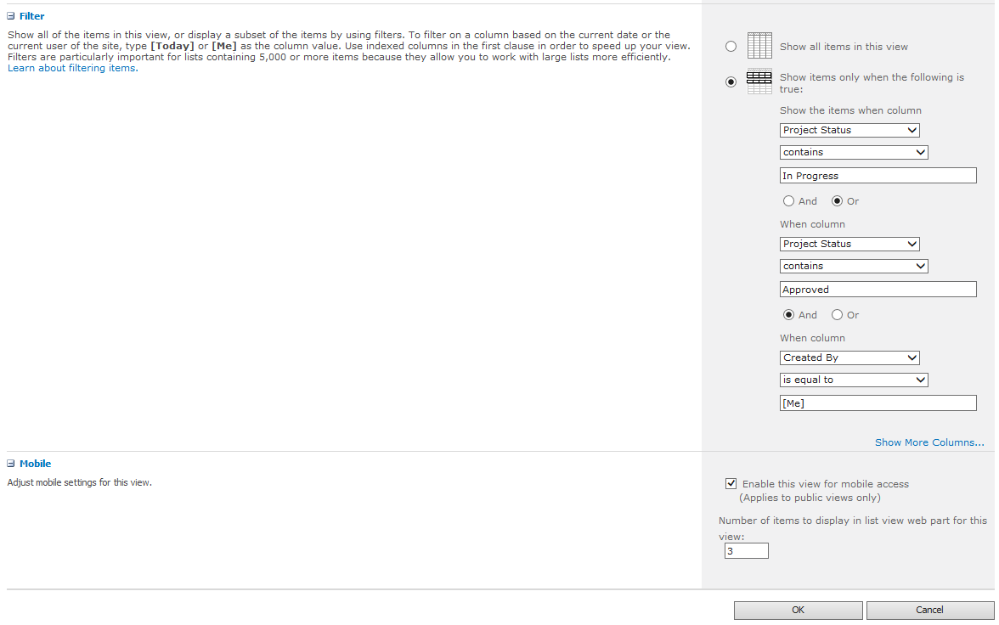 Filter
Show all of the items in this view, or display a subset of the items by using filters. To filter on a column based on the current date or the
current user of the site, type [Today] or [Me] as the column value. Use indexed columns in the first clause in order to speed up your view.
Filters are particularly important for lists containing 5,000 or more items because they allow you to work with large lists more efficiently.
Learn about filtering items.
Show all items in this view
Show items only when the following is
true:
Show the items when column
Project Status
contains
In Progress
And Or
When column
Project Status
contains
Approved
And Or
When column
Created By
is equal to
[Me]
Show More Columns...
Mobile
Adjust mobile settings for this view.
Enable this view for mobile access
(Applies to public views only)
Number of items to display in list view web part for this
view:
3
OK Cancel